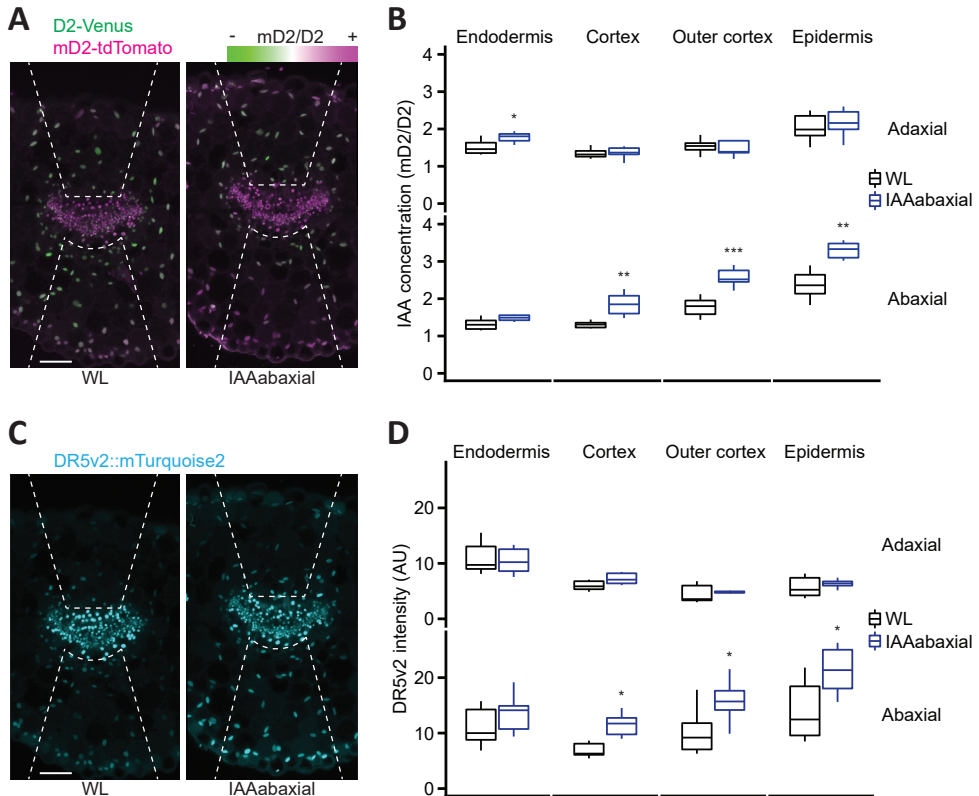 A
D2-Venus
mD2-tdTomato
- mD2/D2 +
WL
IAAabaxial
B
Endodermis Cortex Outer cortex Epidermis
IAA concentration (mD2/D2)
4
3
2
1
0
*
Adaxial
WL
IAAabaxial
4
3
2
1
0
** *** **
Abaxial
C
DR5v2::mTurquoise2
WL
IAAabaxial
D
Endodermis Cortex Outer cortex Epidermis
DR5v2 intensity (AU)
20
10
0
Adaxial
WL
IAAabaxial
20
10
0
* * *
Abaxial